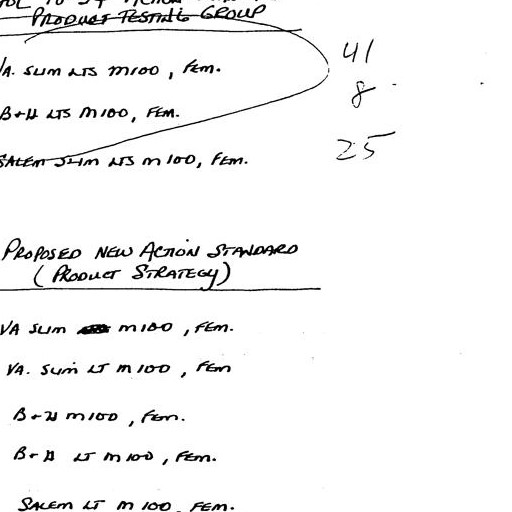 PRODUCT TESTING GROUP
VA. SLIM LTS M100, FEM.
41
B+H LTS M100, FEM.
8
SALEM SLIM LTS M100, FEM.
25
PROPOSED NEW ACTION STANDARD
(PRODUCT STRATEGY)
VA SLIM M100, FEM.
VA. SLIM LT M100, FEM
B+H M100, FEM.
B+H LT M100, FEM.
SALEM LT M100, FEM.